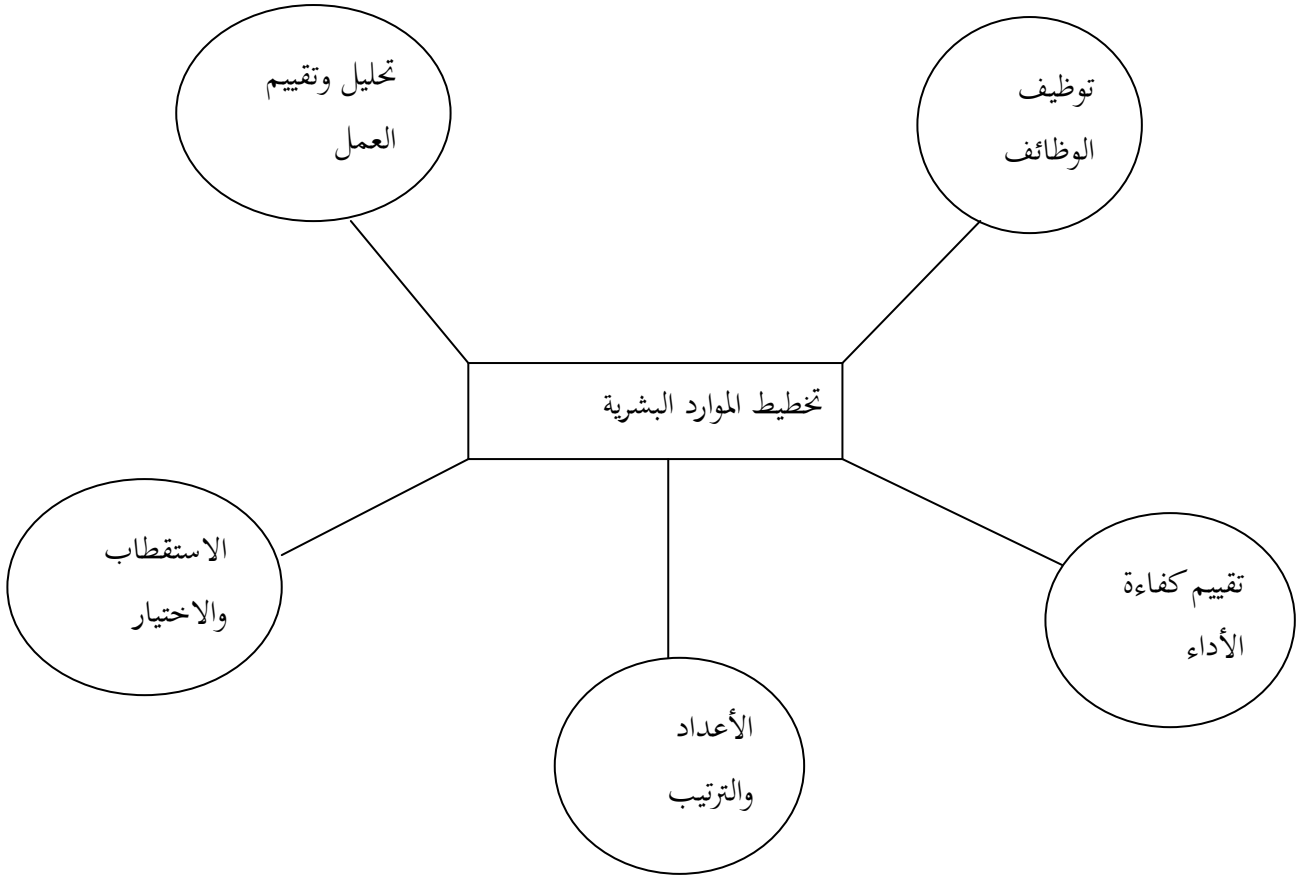 توظيف
الوظائف
تحليل وتقييم
العمل
تخطيط الموارد البشرية
تقييم كفاءة
الأداء
الاستقطاب
والاختيار
الأعداد
والترتيب